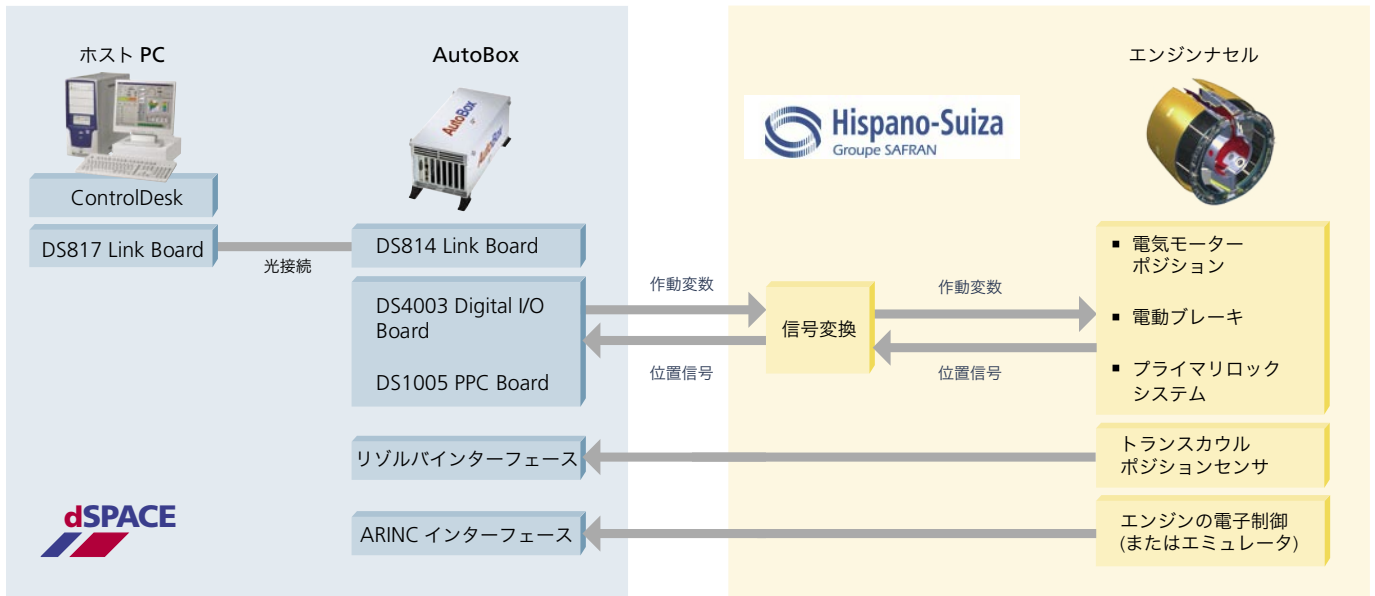 ホスト PC
AutoBox
AutoBox
AutoBox
ControlDesk
DS817 Link Board
光接続
DS814 Link Board
DS4003 Digital I/O
Board
DS1005 PPC Board
リゾルバインターフェース
ARINC インターフェース
dSPACE
作動変数
位置信号
Hispano-Suiza
Groupe SAFRAN
信号変換
作動変数
位置信号
エンジンナセル
▪ 電気モーター
ポジション
▪ 電動ブレーキ
▪ プライマリロック
システム
トランスカウル
ポジションセンサ
エンジンの電子制御
(またはエミュレータ)